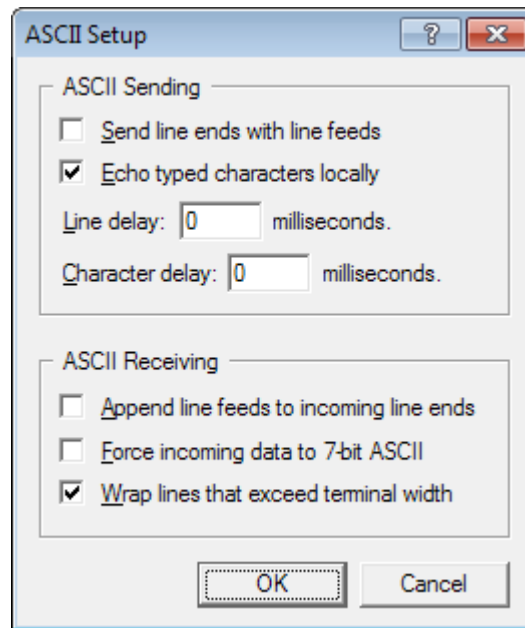 ASCII Setup
ASCII Sending
Send line ends with line feeds
Echo typed characters locally
Line delay: 0 milliseconds.
Character delay: 0 milliseconds.
ASCII Receiving
Append line feeds to incoming line ends
Force incoming data to 7-bit ASCII
Wrap lines that exceed terminal width
OK Cancel